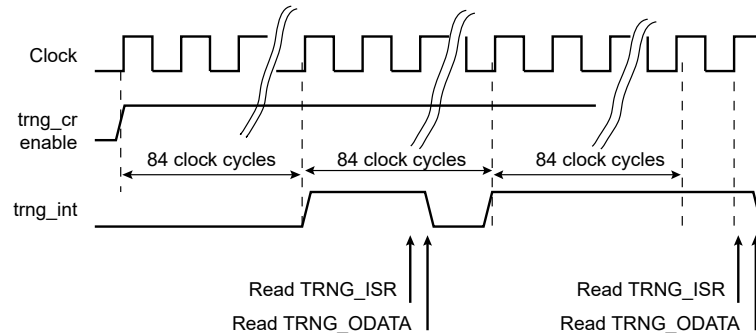 Clock
trng_cr
enable
84 clock cycles
84 clock cycles
84 clock cycles
trng_int
Read TRNG_ISR
Read TRNG_ISR
Read TRNG_ODATA
Read TRNG_ODATA